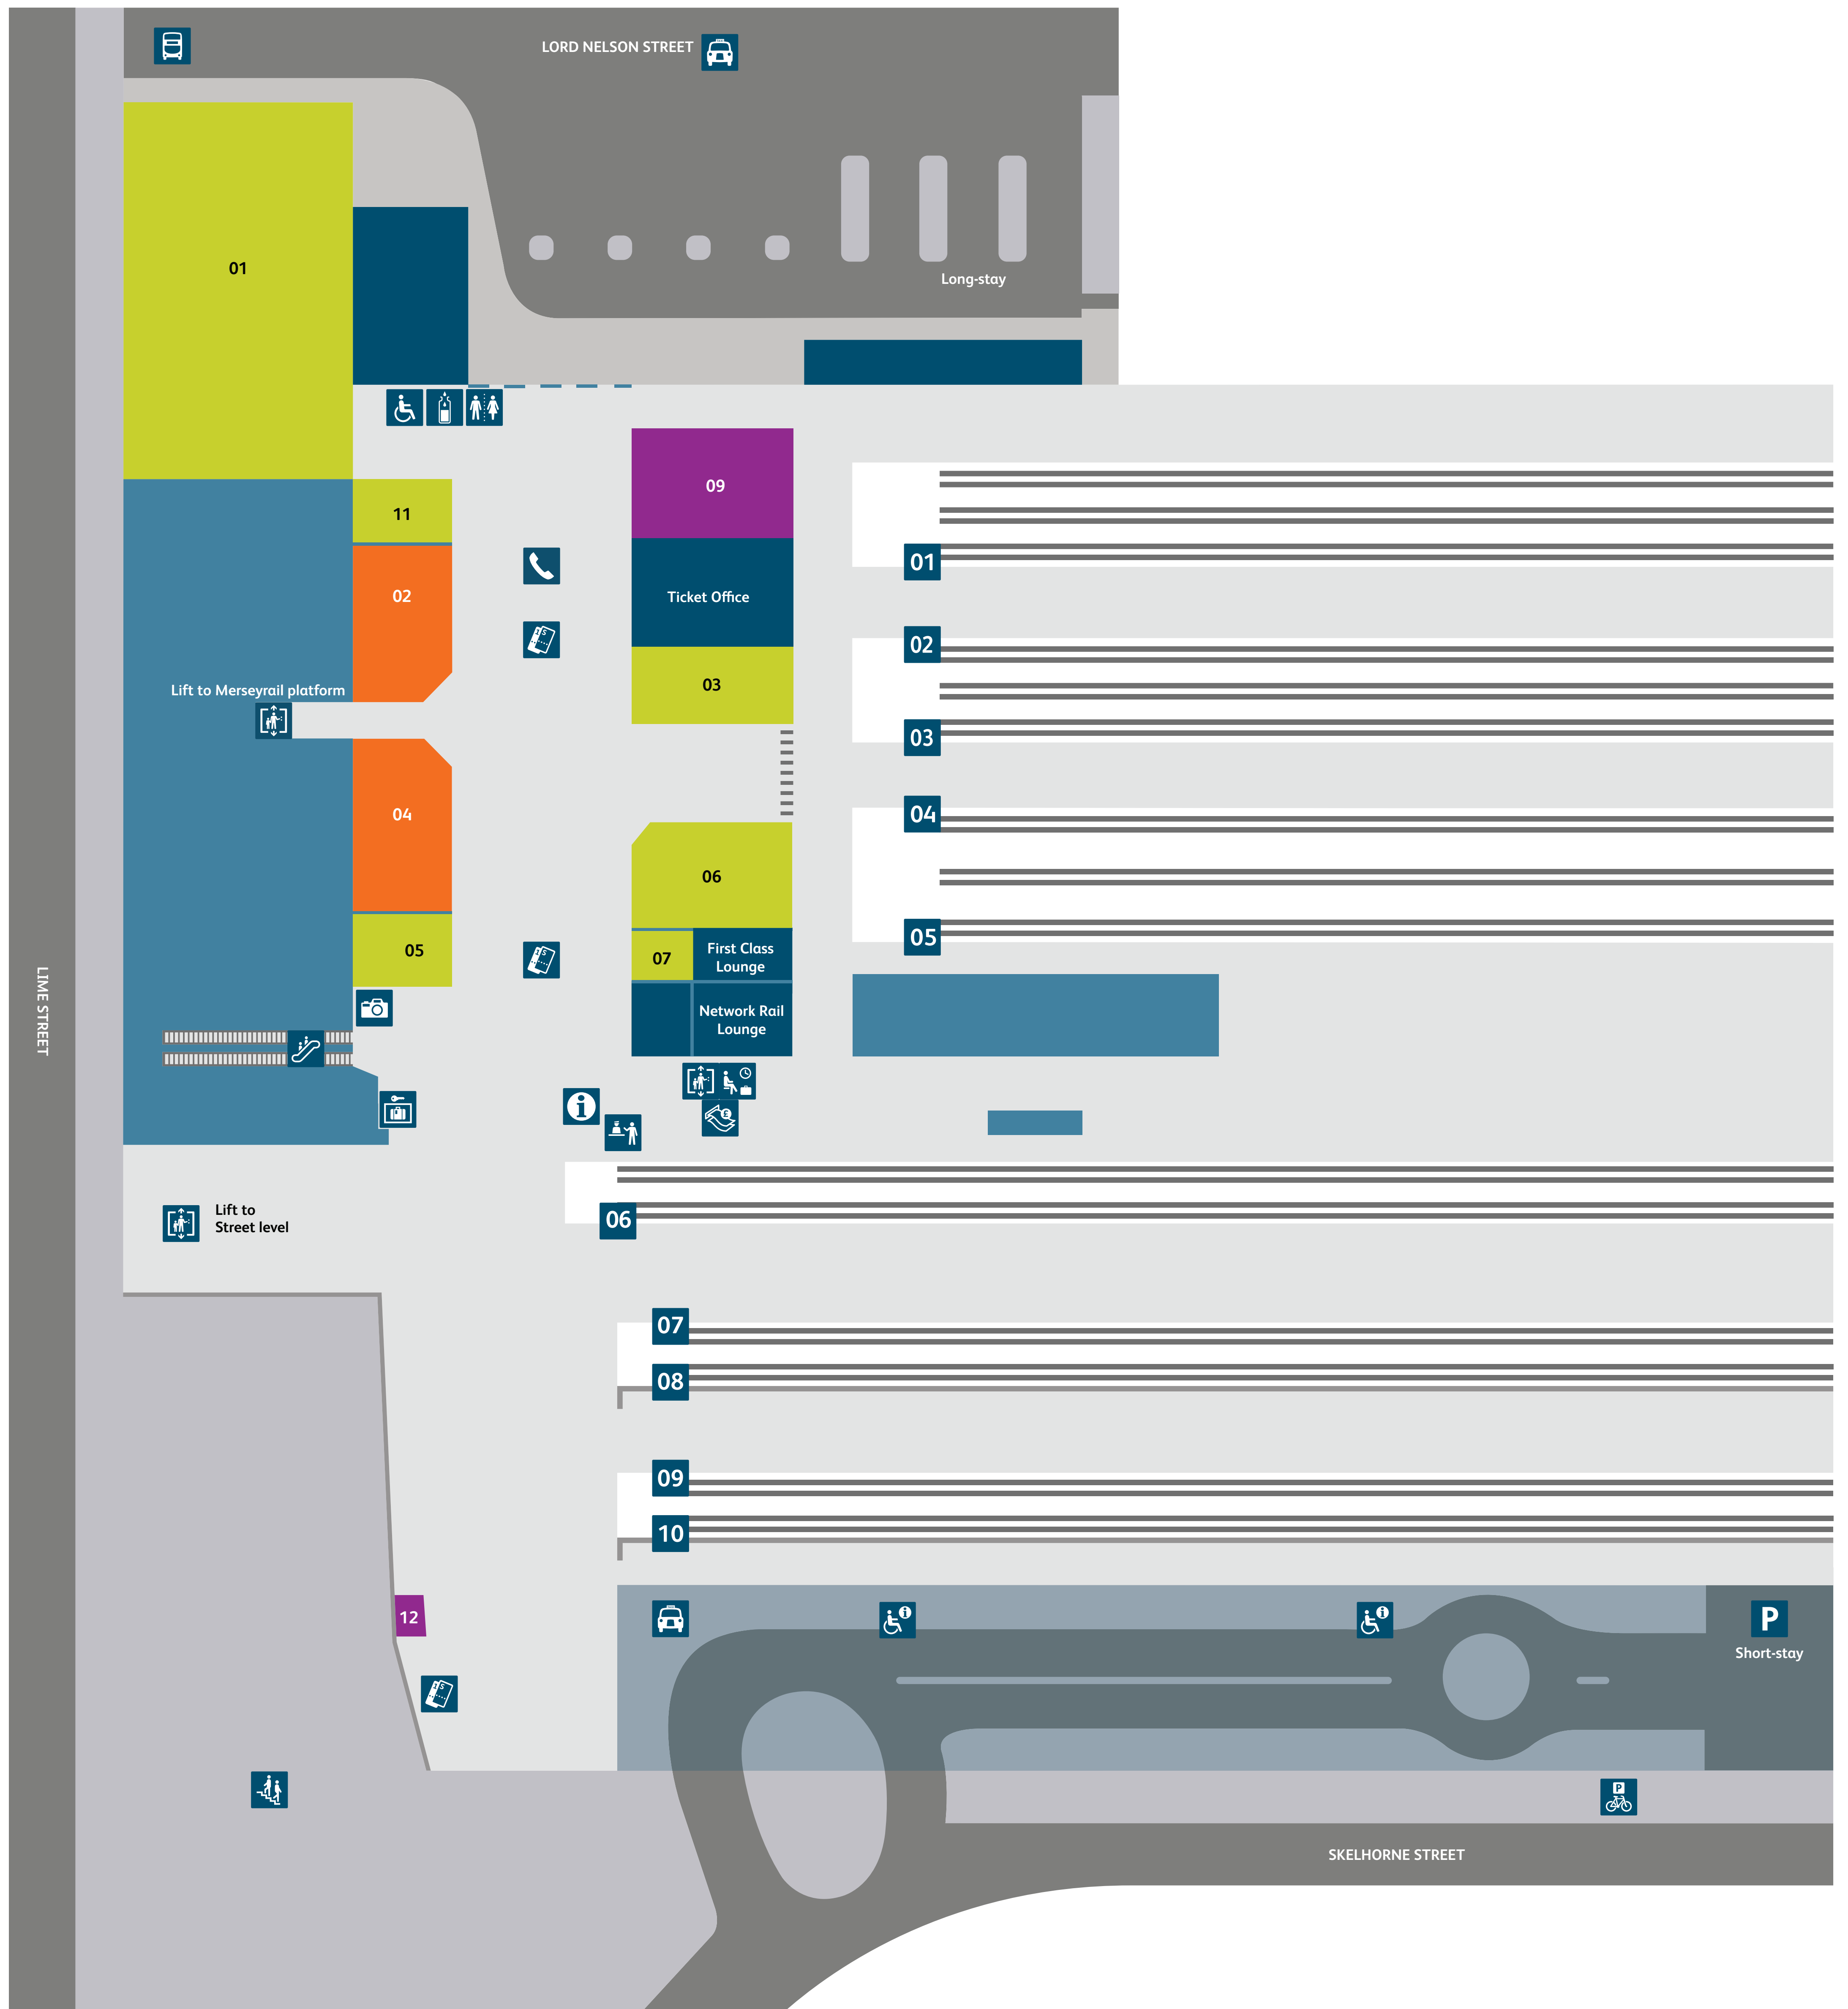 LORD NELSON STREET
01
Long-stay
09
11
01
02
Ticket Office
02
03
Lift to Merseyrail platform
03
04
04
06
05
05
07
First Class
Lounge
Network Rail
Lounge
LIME STREET
i
£
06
Lift to
Street level
07
08
09
10
12
i
i
P
Short-stay
P
SKELHORNE STREET